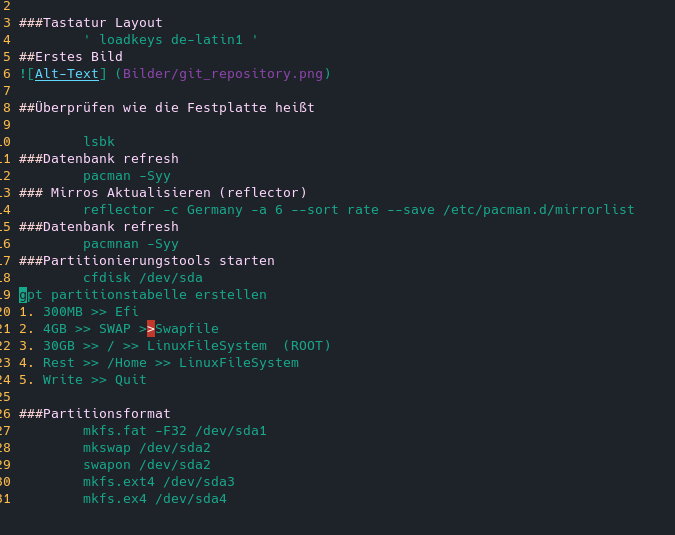 2
3 ###Tastatur Layout
4 ' loadkeys de-latin1 '
5 ##Erstes Bild
6 ![Alt-Text] (Bilder/git_repository.png)
7
8 ##Überprüfen wie die Festplatte heißt
9
10 lsbk
11 ###Datenbank refresh
12 pacman -Syy
13 ### Mirros Aktualisieren (reflector)
14 reflector -c Germany -a 6 --sort rate --save /etc/pacman.d/mirrorlist
15 ###Datenbank refresh
16 pacmnan -Syy
17 ###Partitionierungstools starten
18 cfdisk /dev/sda
19 gpt partitionstabelle erstellen
20 1. 300MB >> Efi
21 2. 4GB >> SWAP >>Swapfile
22 3. 30GB >> / >> LinuxFileSystem (ROOT)
23 4. Rest >> /Home >> LinuxFileSystem
24 5. Write >> Quit
25
26 ###Partitionsformat
27 mkfs.fat -F32 /dev/sda1
28 mkswap /dev/sda2
29 swapon /dev/sda2
30 mkfs.ext4 /dev/sda3
31 mkfs.ex4 /dev/sda4